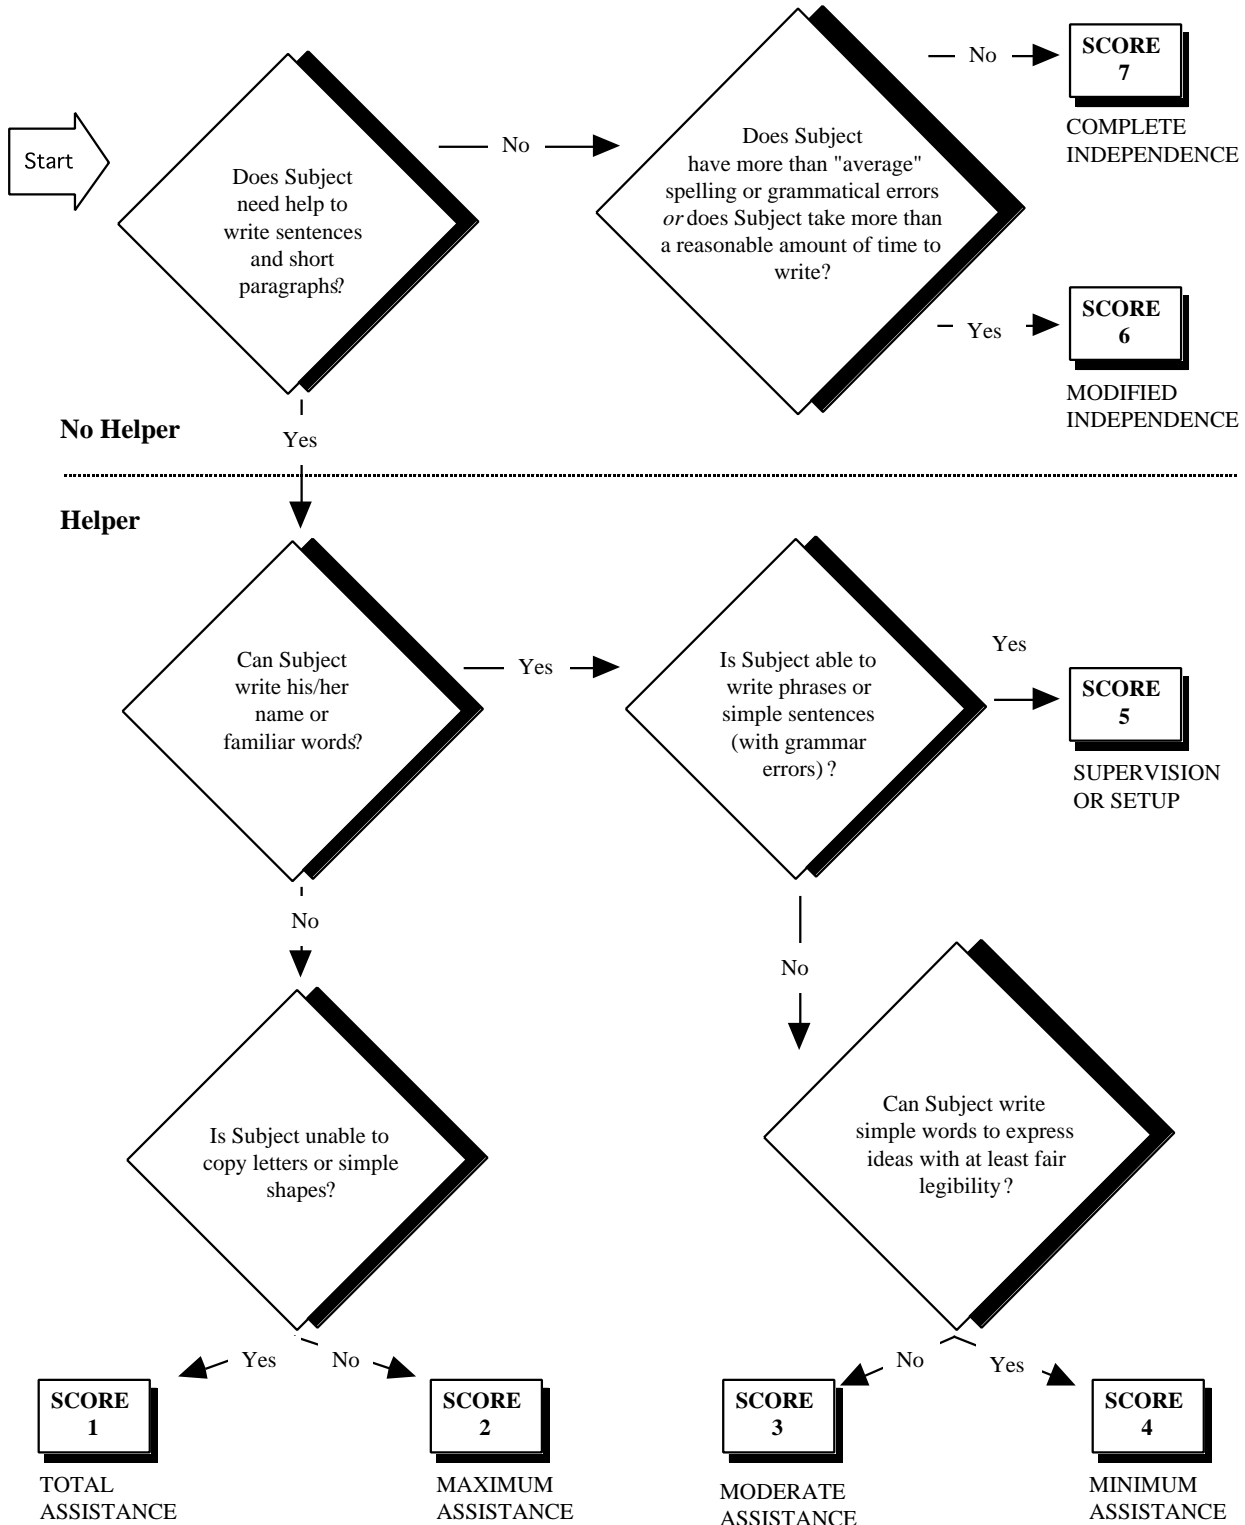 Start
Does Subject
need help to
write sentences
and short
paragraphs?
No
Does Subject
have more than "average"
spelling or grammatical errors
or does Subject take more than
a reasonable amount of time to
write?
No
SCORE
7
COMPLETE
INDEPENDENCE
Yes
SCORE
6
MODIFIED
INDEPENDENCE
No Helper
Yes
Helper
Can Subject
write his/her
name or
familiar words?
Yes
Is Subject able to
write phrases or
simple sentences
(with grammar
errors) ?
Yes
SCORE
5
SUPERVISION
OR SETUP
No
No
Is Subject unable to
copy letters or simple
shapes?
Can Subject write
simple words to express
ideas with at least fair
legibility ?
Yes
No
No
Yes
SCORE
1
TOTAL
ASSISTANCE
SCORE
2
MAXIMUM
ASSISTANCE
SCORE
3
MODERATE
ASSISTANCE
SCORE
4
MINIMUM
ASSISTANCE